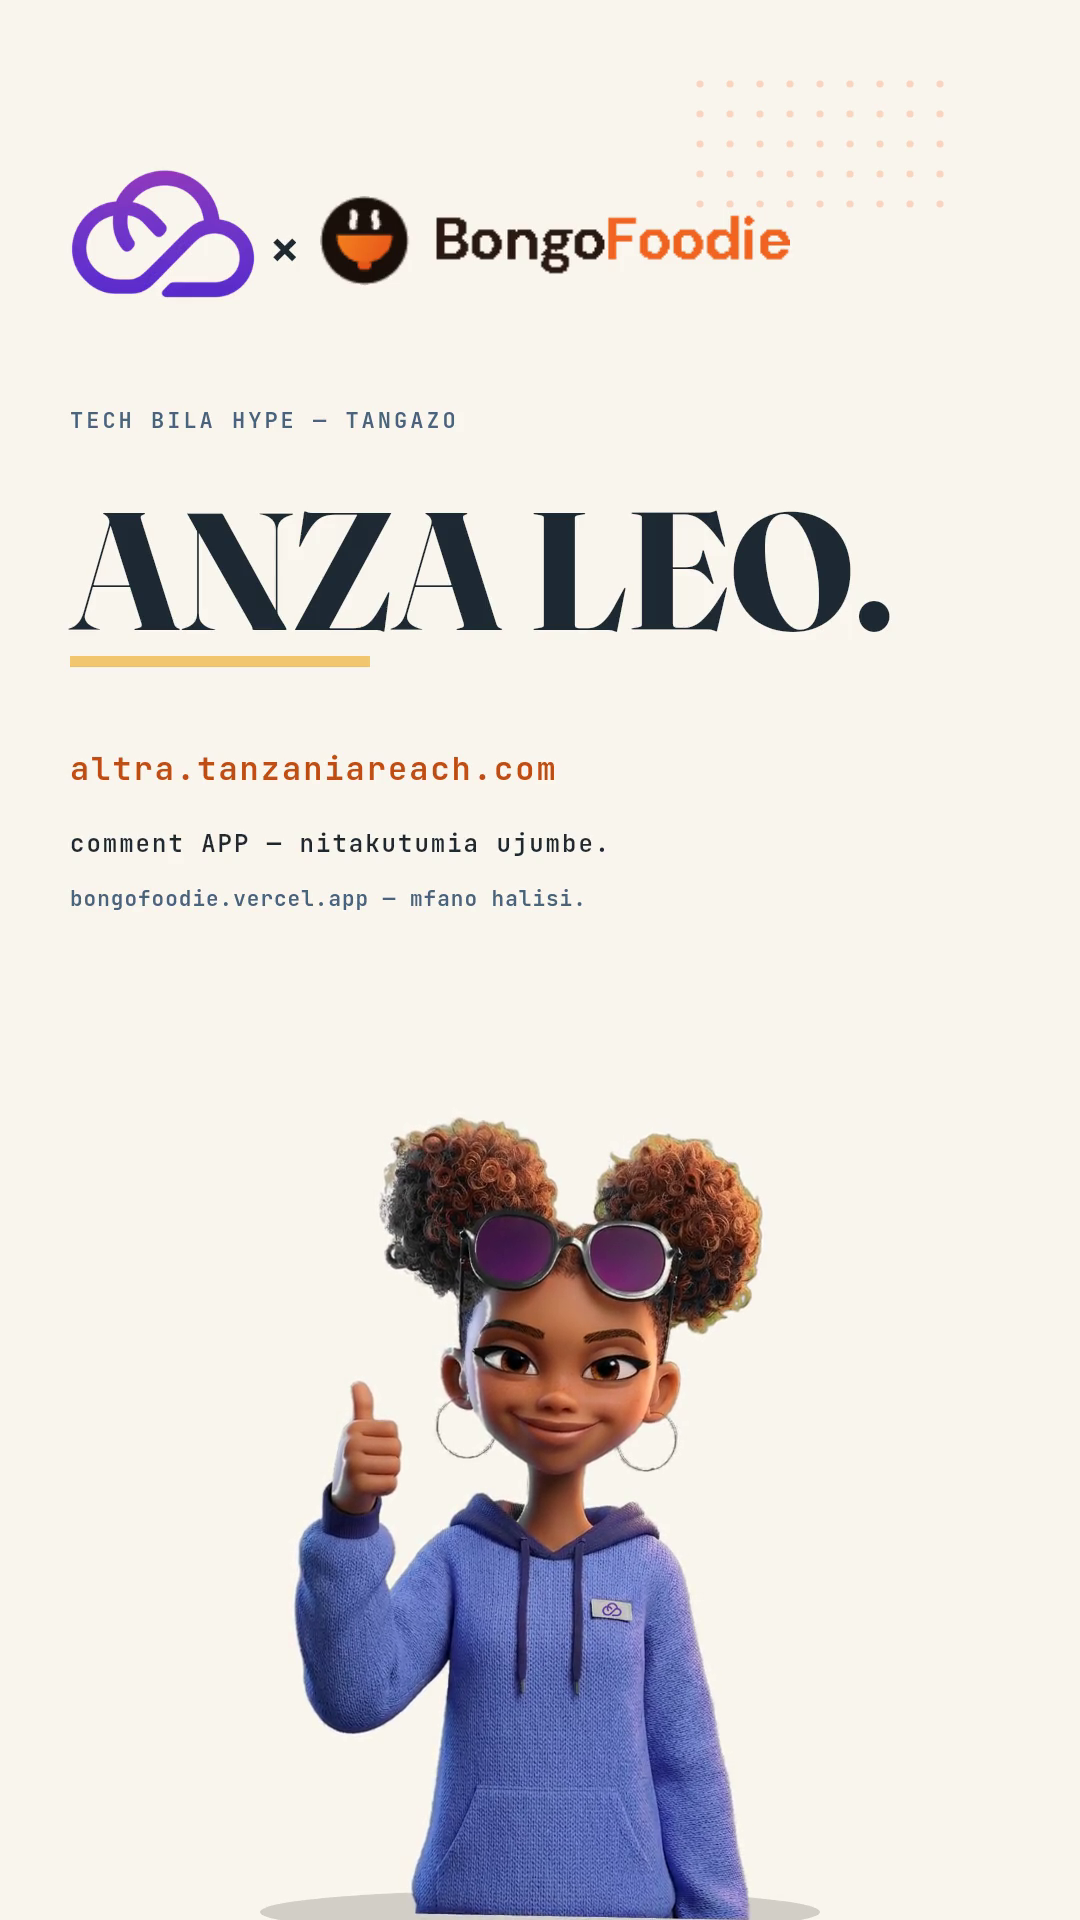 × BongoFoodie
TECH BILA HYPE — TANGAZO
ANZA LEO.
altra.tanzaniareach.com
comment APP — nitakutumia ujumbe.
bongofoodie.vercel.app — mfano halisi.